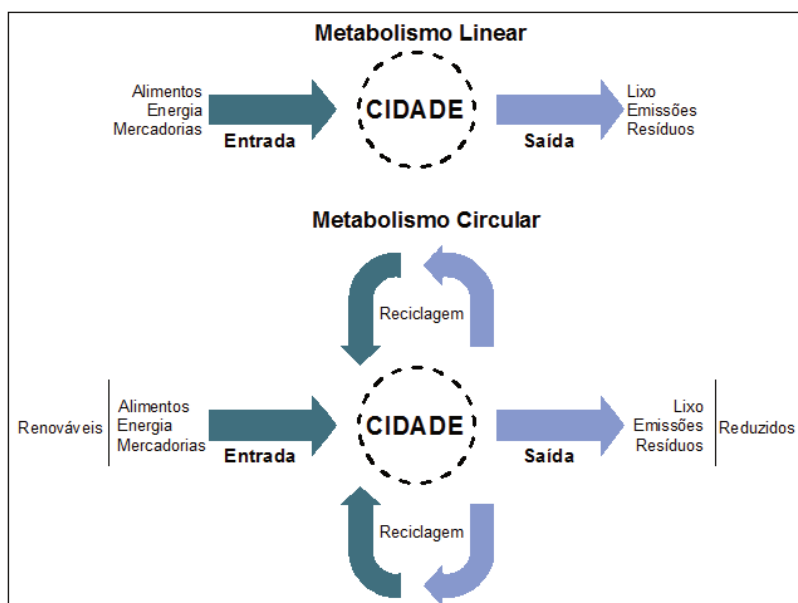 Metabolismo Linear
Alimentos
Energia
Mercadorias
Entrada
CIDADE
Saída
Lixo
Emissões
Resíduos
Metabolismo Circular
Reciclagem
Renováveis
Alimentos
Energia
Mercadorias
Entrada
CIDADE
Saída
Lixo
Emissões
Resíduos
Reduzidos
Reciclagem